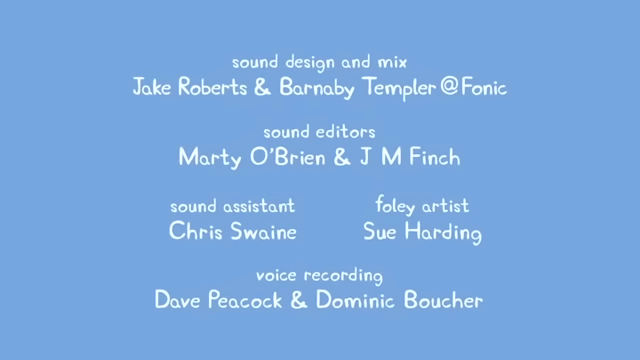 sound design and mix
Jake Roberts & Barnaby Templer@Fonic
sound editors
Marty O'Brien & J M Finch
sound assistant
Chris Swaine
foley artist
Sue Harding
voice recording
Dave Peacock & Dominic Boucher